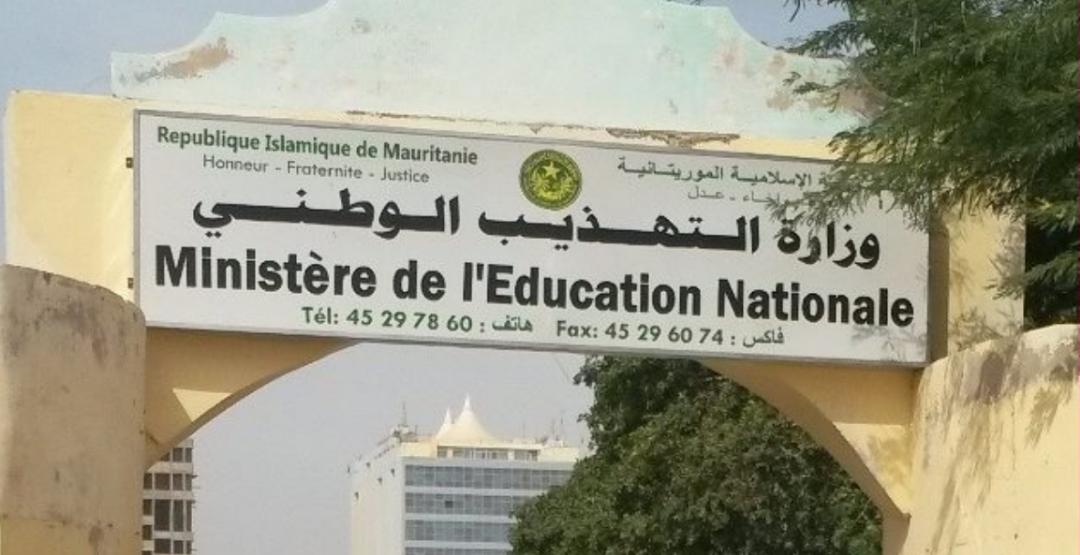 Republique Islamique de Mauritanie
Honneur - Fraternite - Justice
الإسلامية الموريتانية
إخاء - عدل
وزارة التهذيب الوطني
Ministère de l'Education Nationale
Tél: 45 29 78 60 : هاتف Fax: 45 29 60 74 : فاكس